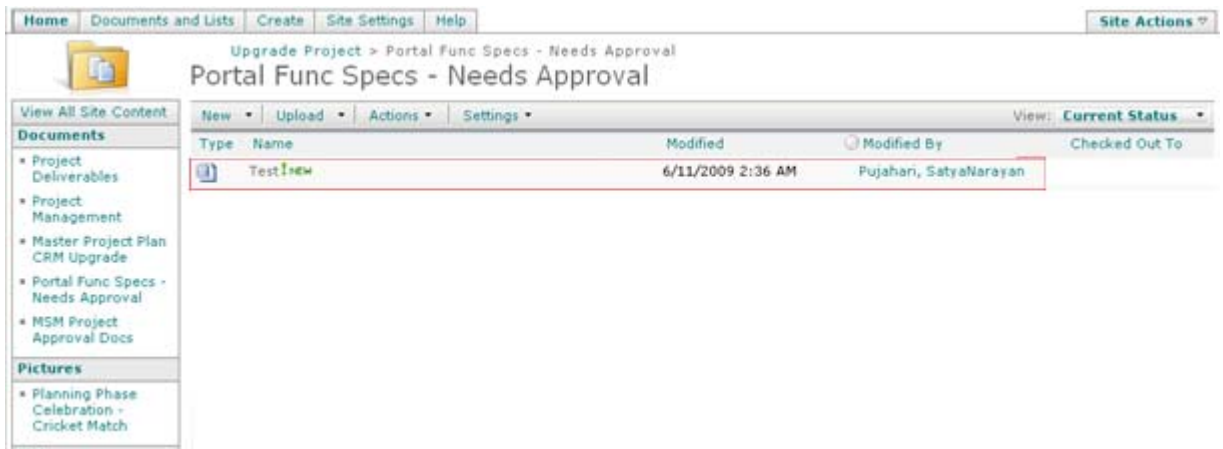 Home Documents and Lists Create Site Settings Help Site Actions
Upgrade Project > Portal Func Specs - Needs Approval
Portal Func Specs - Needs Approval
View All Site Content
New Upload Actions Settings View: Current Status
Documents
Type Name Modified Modified By Checked Out To
Test ! NEW 6/11/2009 2:36 AM Pujahari, SatyaNarayan
Project
Deliverables
Project
Management
Master Project Plan
CRM Upgrade
Portal Func Specs -
Needs Approval
MSM Project
Approval Docs
Pictures
Planning Phase
Celebration -
Cricket Match